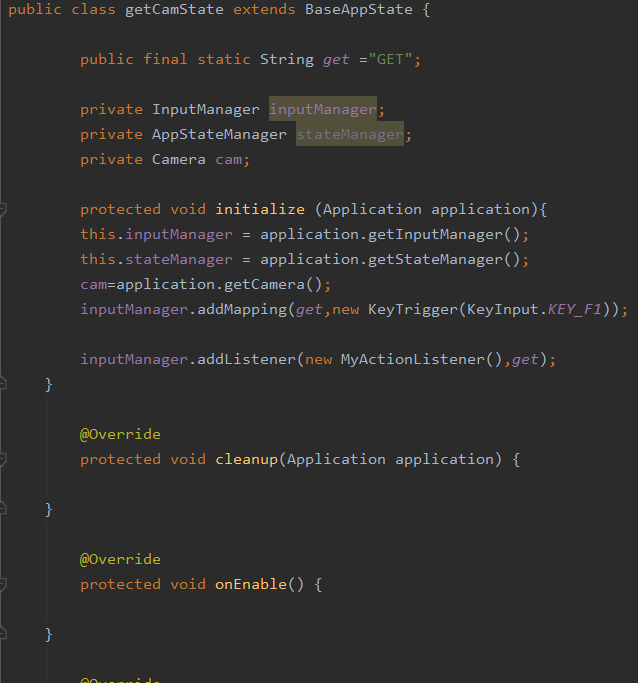 public class getCamState extends BaseAppState {
public final static String get ="GET";
private InputManager inputManager;
private AppStateManager stateManager;
private Camera cam;
protected void initialize (Application application){
this.inputManager = application.getInputManager();
this.stateManager = application.getStateManager();
cam=application.getCamera();
inputManager.addMapping(get,new KeyTrigger(KeyInput.KEY_F1));
inputManager.addListener(new MyActionListener(),get);
}
@Override
protected void cleanup(Application application) {
}
@Override
protected void onEnable() {
}
@Override